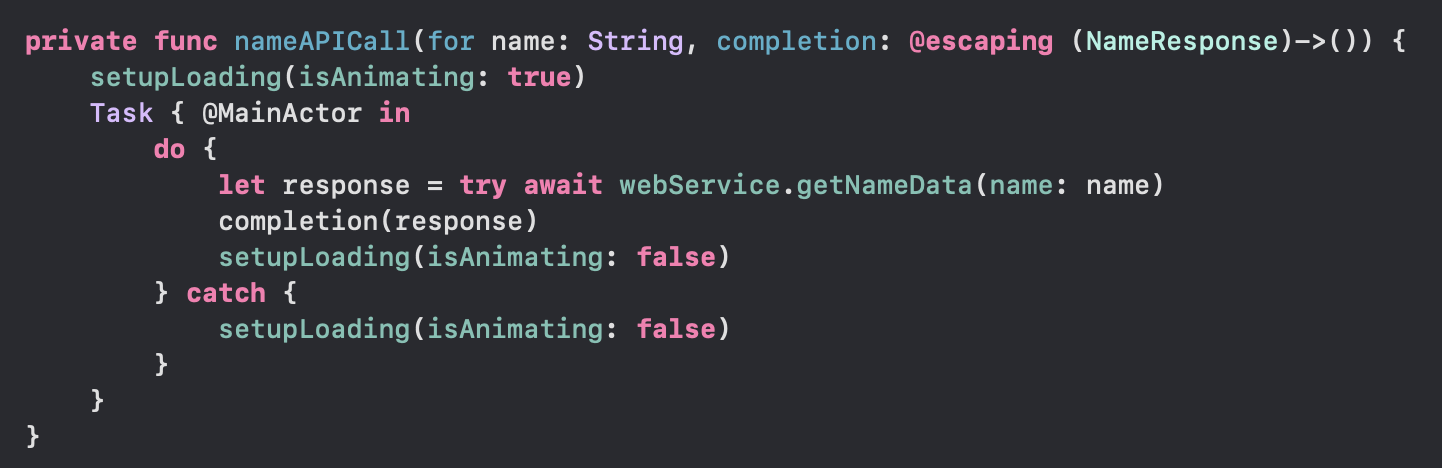 private func nameAPICall(for name: String, completion: @escaping (NameResponse)->()) {
    setupLoading(isAnimating: true)
    Task { @MainActor in
        do {
            let response = try await webService.getNameData(name: name)
            completion(response)
            setupLoading(isAnimating: false)
        } catch {
            setupLoading(isAnimating: false)
        }
    }
}